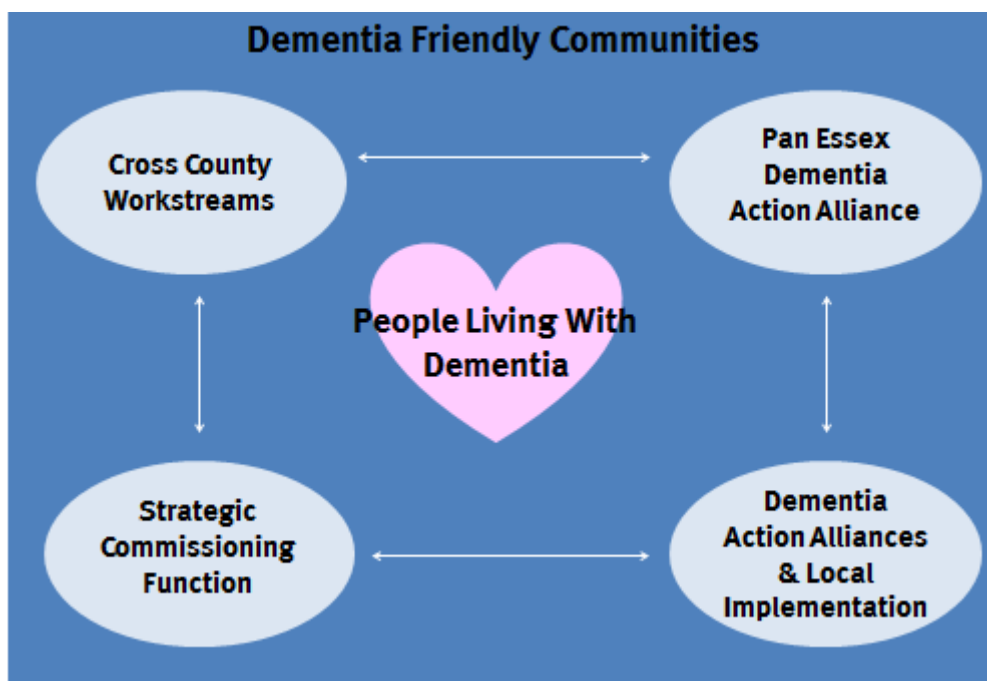 Dementia Friendly Communities
Cross County
Workstreams
Pan Essex
Dementia
Action Alliance
People Living With
Dementia
Strategic
Commissioning
Function
Dementia
Action Alliances
& Local
Implementation